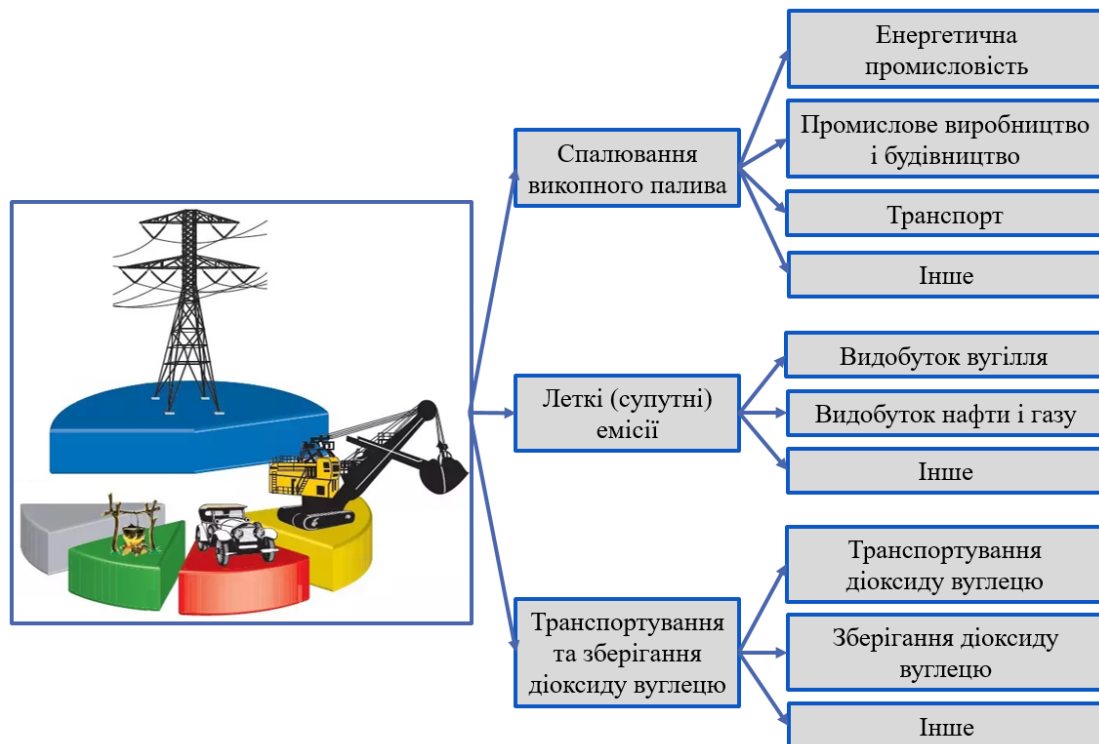 Спалювання
викопного палива
Енергетична
промисловість
Промислове виробництво
і будівництво
Транспорт
Інше
Леткі (супутні)
емісії
Видобуток вугілля
Видобуток нафти і газу
Інше
Транспортування
та зберігання
діоксиду вуглецю
Транспортування
діоксиду вуглецю
Зберігання діоксиду
вуглецю
Інше